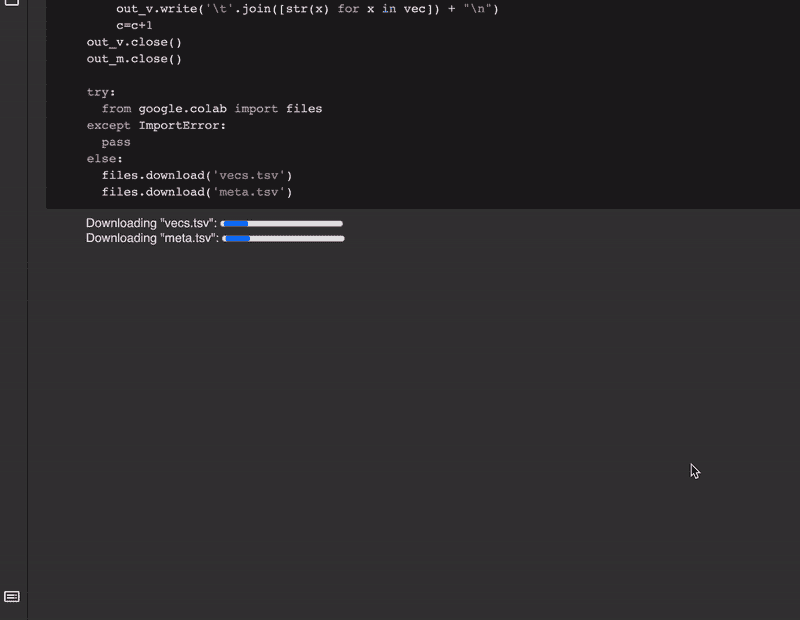 out_v.write('\t'.join([str(x) for x in vec]) + "\n")
c=c+1
out_v.close()
out_m.close()
try:
from google.colab import files
except ImportError:
pass
else:
files.download('vecs.tsv')
files.download('meta.tsv')
Downloading "vecs.tsv":
Downloading "meta.tsv":